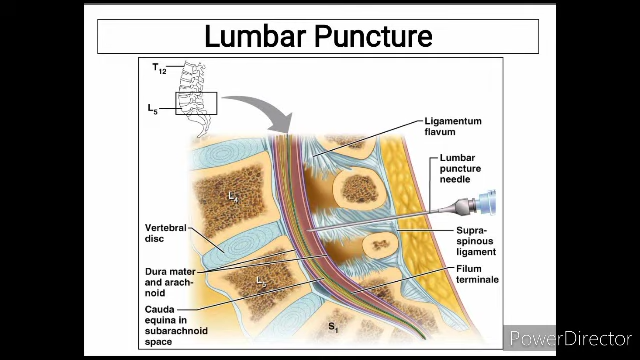 Lumbar Puncture
T12
L5
Ligamentum
flavum
Lumbar
puncture
needle
L4
Vertebral
disc
Supra-
spinous
ligament
Dura mater
and arach-
noid
L5
Filum
terminale
Cauda
equina in
subarachnoid
space
S1
PowerDirector